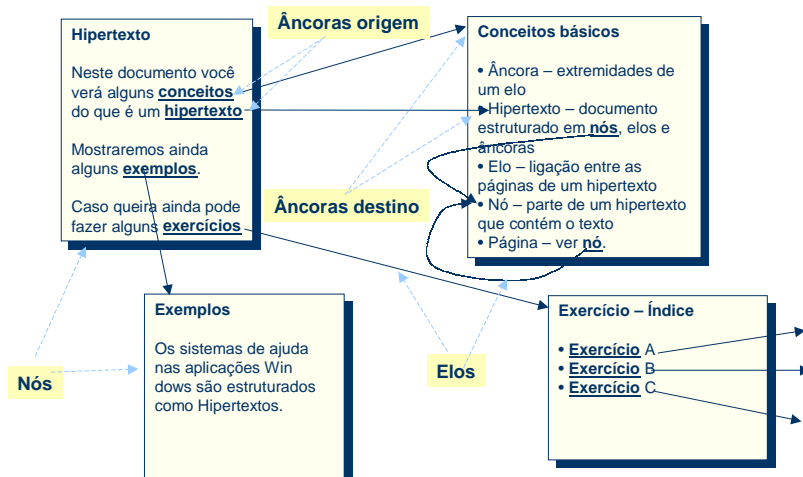 Âncoras origem
Hipertexto
Neste documento você
verá alguns conceitos
do que é um hipertexto
Mostraremos ainda
alguns exemplos.
Caso queira ainda pode
fazer alguns exercícios
Conceitos básicos
• Âncora – extremidades de
um elo
• Hipertexto – documento
estruturado em nós, elos e
âncoras
• Elo – ligação entre as
páginas de um hipertexto
• Nó – parte de um hipertexto
que contém o texto
• Página – ver nó.
Âncoras destino
Exemplos
Os sistemas de ajuda
nas aplicações Win
dows são estruturados
como Hipertextos.
Nós
Elos
Exercício – Índice
• Exercício A
• Exercício B
• Exercício C